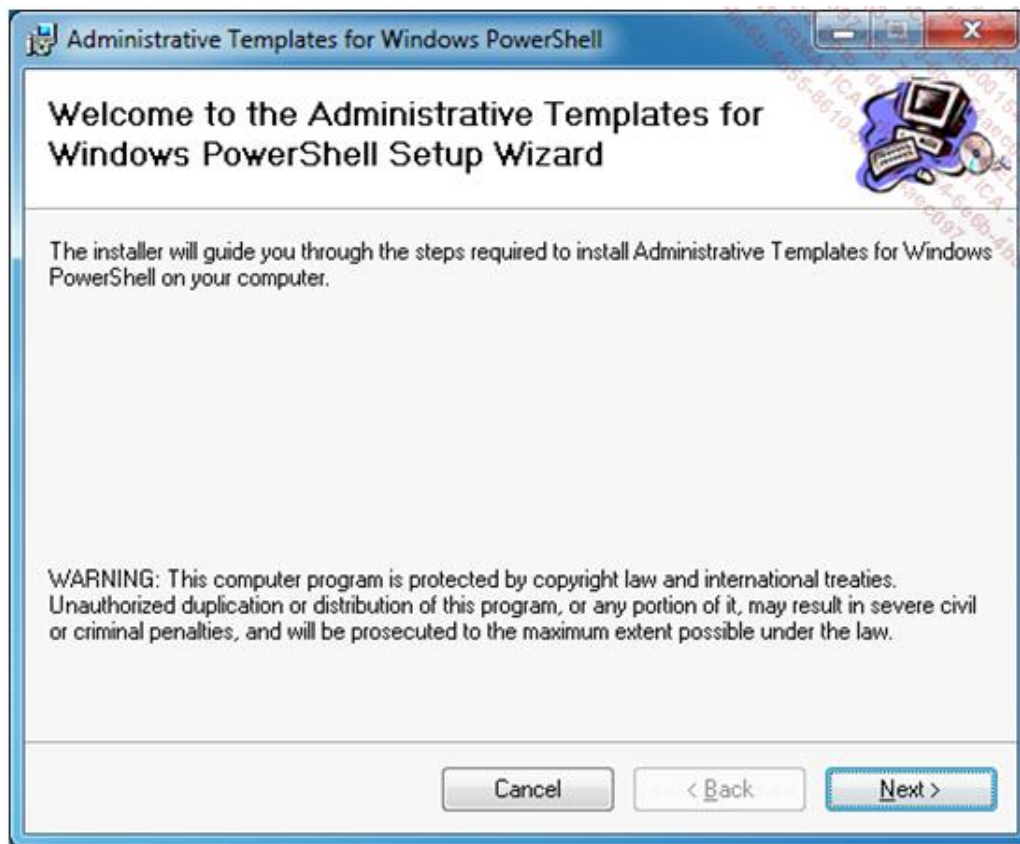 Administrative Templates for Windows PowerShell
Welcome to the Administrative Templates for
Windows PowerShell Setup Wizard
The installer will guide you through the steps required to install Administrative Templates for Windows
PowerShell on your computer.
WARNING: This computer program is protected by copyright law and international treaties.
Unauthorized duplication or distribution of this program, or any portion of it, may result in severe civil
or criminal penalties, and will be prosecuted to the maximum extent possible under the law.
Cancel
< Back
Next >